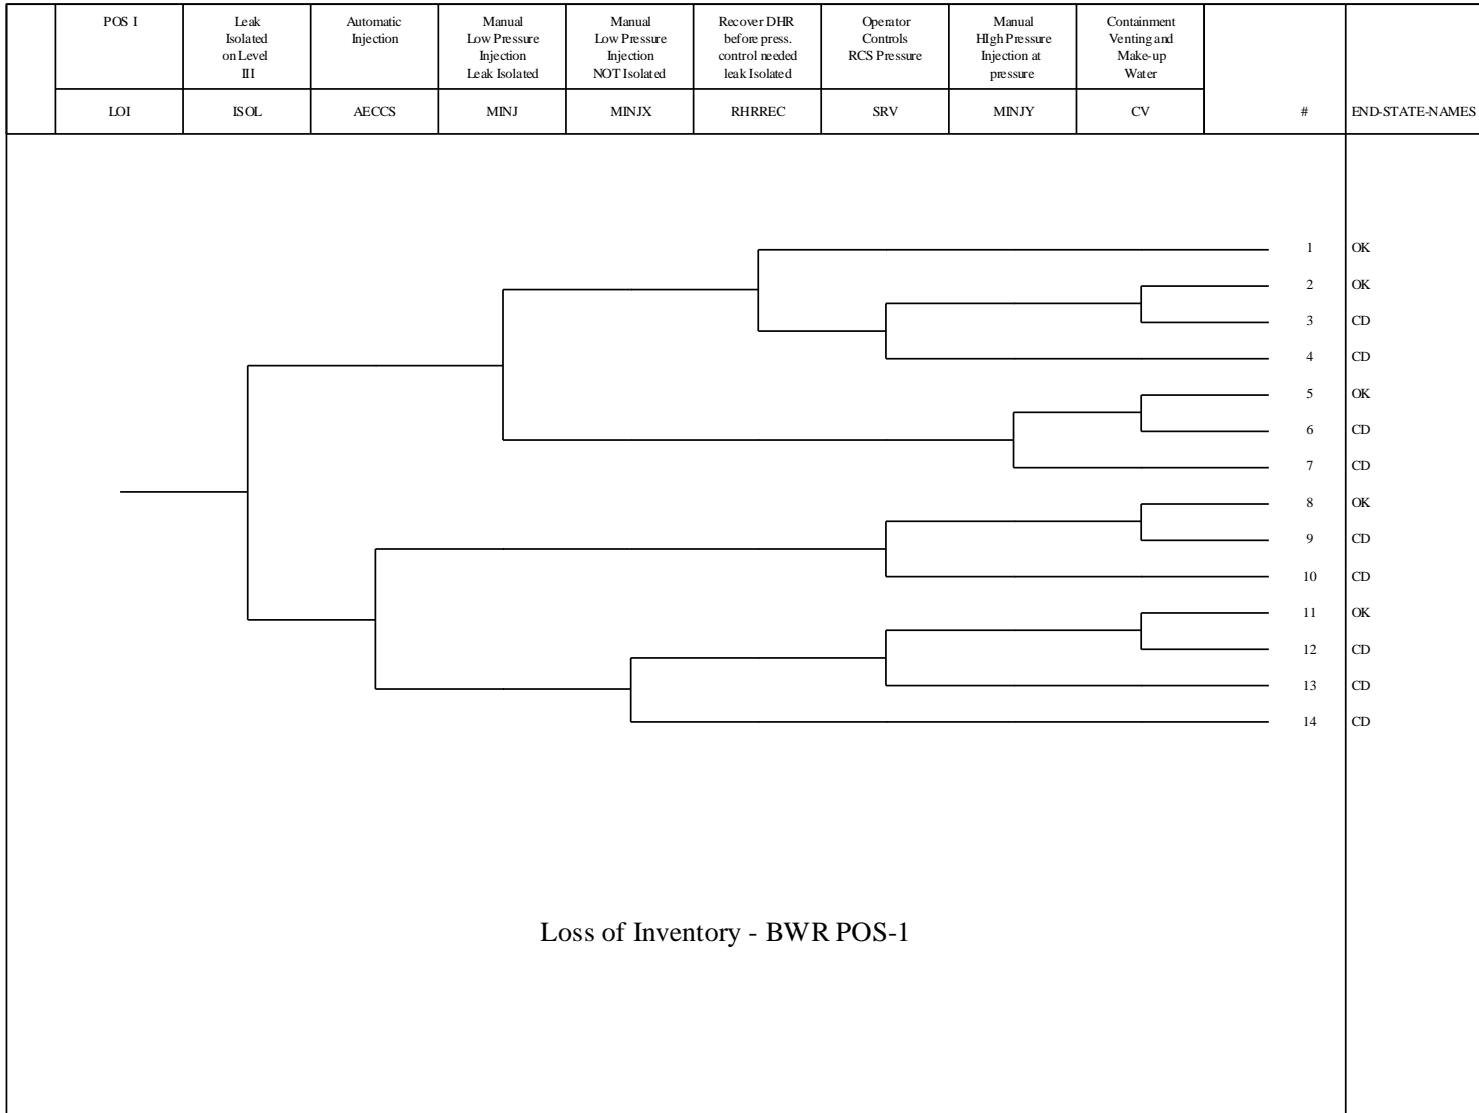 POS I
Leak
Isolated
on Level
III
Automatic
Injection
Manual
Low Pressure
Injection
Leak Isolated
Manual
Low Pressure
Injection
NOT Isolated
Recover DHR
before press.
control needed
leak Isolated
Operator
Controls
RCS Pressure
Manual
HIgh Pressure
Injection at
pressure
Containment
Venting and
Make-up
Water
LOI ISOL AECCS MINJ MINJX RHRREC SRV MINJY CV # END-STATE-NAMES
1 OK
2 OK
3 CD
4 CD
5 OK
6 CD
7 CD
8 OK
9 CD
10 CD
11 OK
12 CD
13 CD
14 CD
Loss of Inventory - BWR POS-1